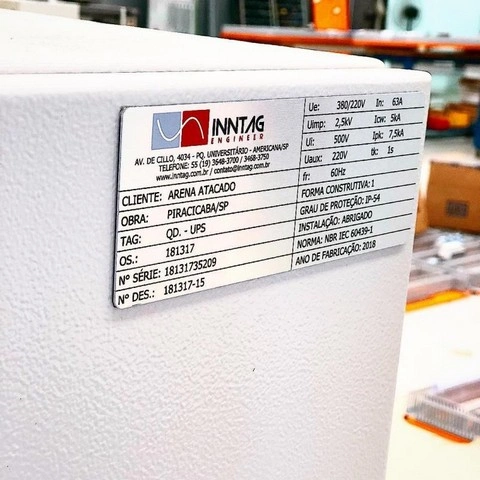 INNTAG
ENGINEER
AV. DE CILLO, 4034 - PQ. UNIVERSITÁRIO - AMERICANA/SP
TELEFONE: 55 (19) 3648-3700 / 3468-3750
www.inntag.com.br / contato@inntag.com.br
CLIENTE: ARENA ATACADO
OBRA: PIRACICABA/SP
TAG: QD. - UPS
OS.: 181317
Nº SÉRIE: 18131735209
Nº DES.: 181317-15
Ue: 380/220V In: 63A
Uimp: 2,5kV Icw: 5kA
Ui: 500V Ipk: 7,5kA
Uaux: 220V tk: 1s
fr: 60Hz
FORMA CONSTRUTIVA: 1
GRAU DE PROTEÇÃO: IP-54
INSTALAÇÃO: ABRIGADO
NORMA: NBR IEC 60439-1
ANO DE FABRICAÇÃO: 2018